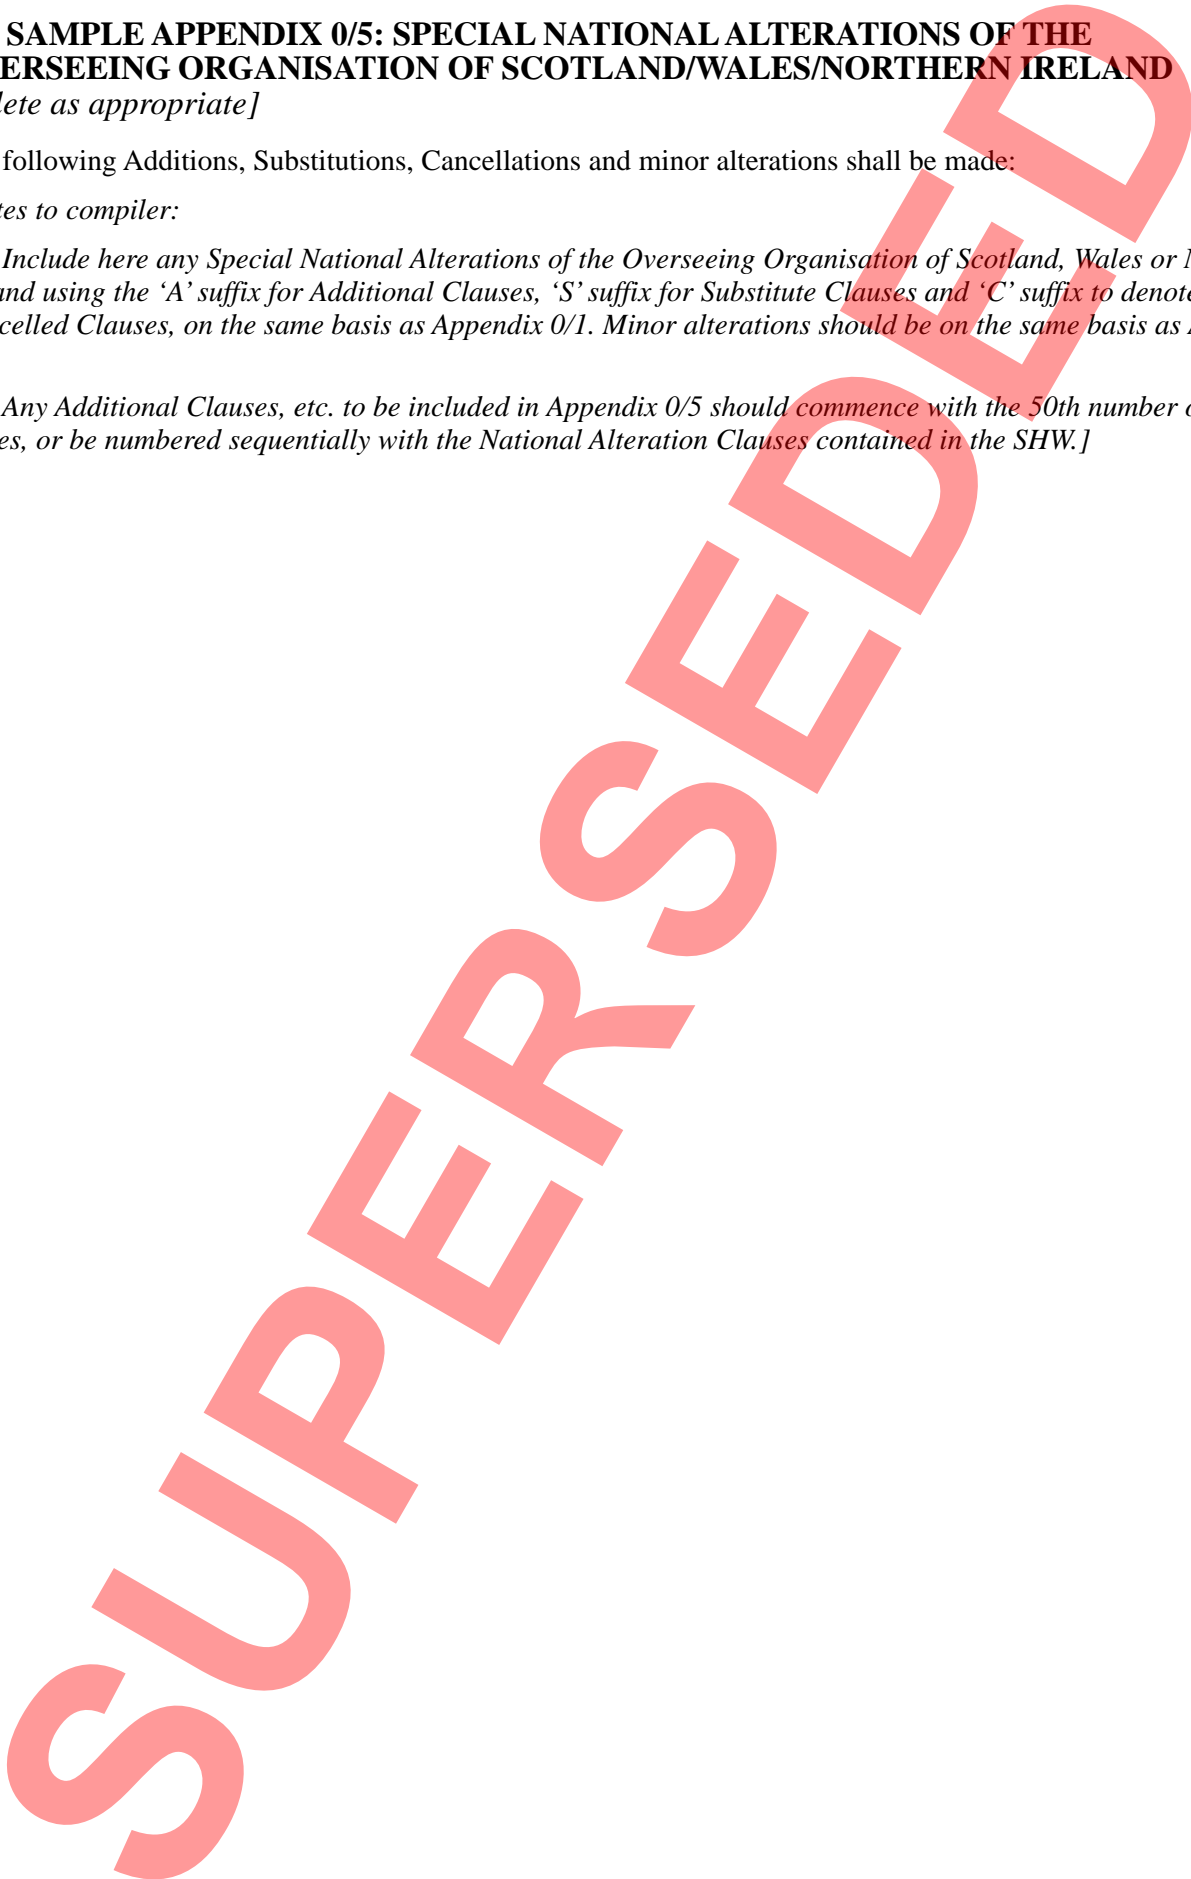 SAMPLE APPENDIX 0/5: SPECIAL NATIONAL ALTERATIONS OF THE
ERSEEING ORGANISATION OF SCOTLAND/WALES/NORTHERN IRELAND
lete as appropriate]
following Additions, Substitutions, Cancellations and minor alterations shall be made:
tes to compiler:
Include here any Special National Alterations of the Overseeing Organisation of Scotland, Wales or N
and using the ‘A’ suffix for Additional Clauses, ‘S’ suffix for Substitute Clauses and ‘C’ suffix to denote
celled Clauses, on the same basis as Appendix 0/1. Minor alterations should be on the same basis as A
Any Additional Clauses, etc. to be included in Appendix 0/5 should commence with the 50th number o
es, or be numbered sequentially with the National Alteration Clauses contained in the SHW.]
SUPERSEDED